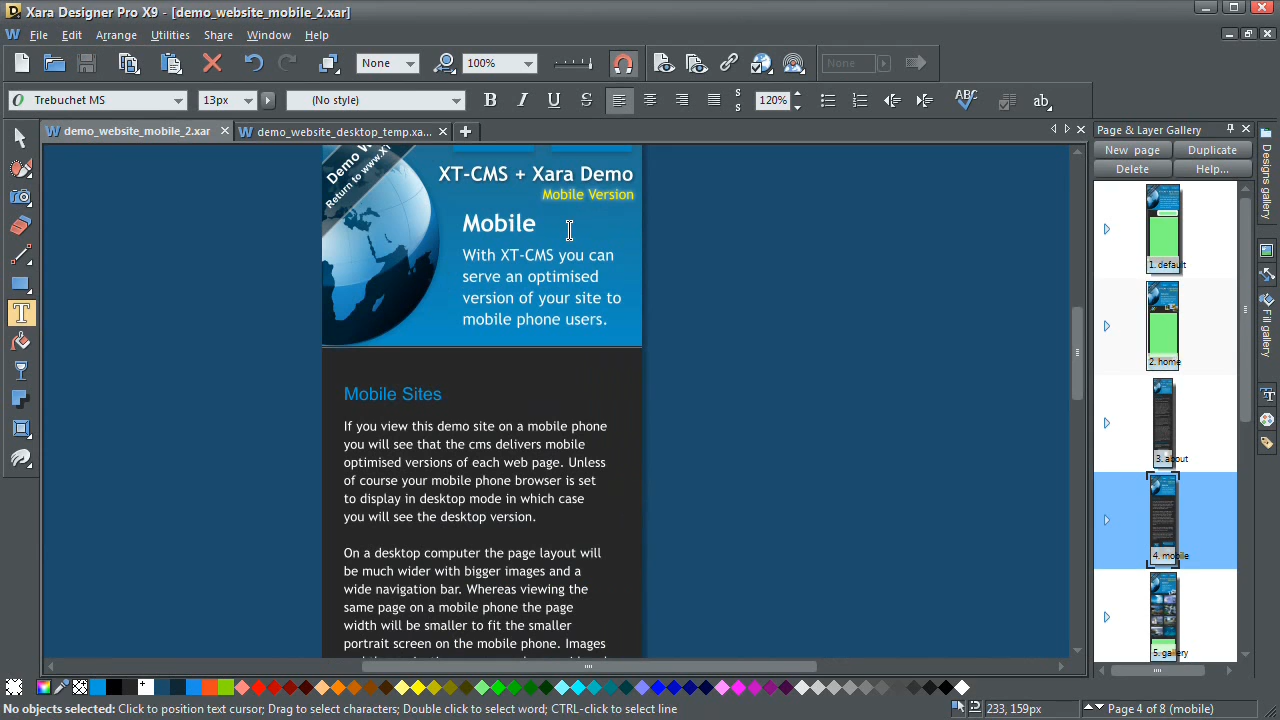 Xara Designer Pro X9 - [demo_website_mobile_2.xar]
File Edit Arrange Utilities Share Window Help
None 100% None
Trebuchet MS 13px (No style) B I U S 120% ABC ab,
demo_website_mobile_2.xar demo_website_desktop_temp.xa...
Page & Layer Gallery
New page Duplicate
Delete Help...
Designs gallery
Fill gallery
1. default
2. home
3. about
4. mobile
5. gallery
Return to www.XT
XT-CMS + Xara Demo
Mobile Version
Mobile
With XT-CMS you can
serve an optimised
version of your site to
mobile phone users.
Mobile Sites
If you view this demo site on a mobile phone
you will see that the cms delivers mobile
optimised versions of each web page. Unless
of course your mobile phone browser is set
to display in desktop mode in which case
you will see the desktop version.
On a desktop computer the page layout will
be much wider with bigger images and a
wide navigation bar. Whereas viewing the
same page on a mobile phone the page
width will be smaller to fit the smaller
portrait screen on the mobile phone. Images
No objects selected: Click to position text cursor; Drag to select characters; Double click to select word; CTRL-click to select line
233, 159px
Page 4 of 8 (mobile)